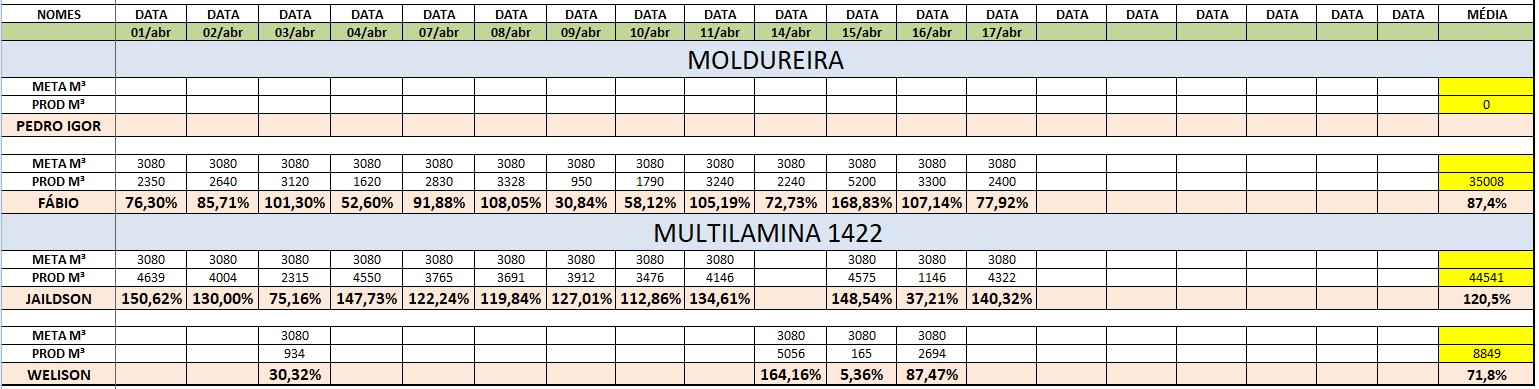 NOMES DATA DATA DATA DATA DATA DATA DATA DATA DATA DATA DATA DATA DATA DATA DATA DATA DATA DATA DATA MÉDIA
01/abr 02/abr 03/abr 04/abr 07/abr 08/abr 09/abr 10/abr 11/abr 14/abr 15/abr 16/abr 17/abr
MOLDUREIRA
META M³
PROD M³ 0
PEDRO IGOR
META M³ 3080 3080 3080 3080 3080 3080 3080 3080 3080 3080 3080 3080 3080
PROD M³ 2350 2640 3120 1620 2830 3328 950 1790 3240 2240 5200 3300 2400 35008
FÁBIO 76,30% 85,71% 101,30% 52,60% 91,88% 108,05% 30,84% 58,12% 105,19% 72,73% 168,83% 107,14% 77,92% 87,4%
MULTILAMINA 1422
META M³ 3080 3080 3080 3080 3080 3080 3080 3080 3080 3080 3080 3080
PROD M³ 4639 4004 2315 4550 3765 3691 3912 3476 4146 4575 1146 4322 44541
JAILDSON 150,62% 130,00% 75,16% 147,73% 122,24% 119,84% 127,01% 112,86% 134,61% 148,54% 37,21% 140,32% 120,5%
META M³ 3080 3080 3080 3080
PROD M³ 934 5056 165 2694 8849
WELISON 30,32% 164,16% 5,36% 87,47% 71,8%